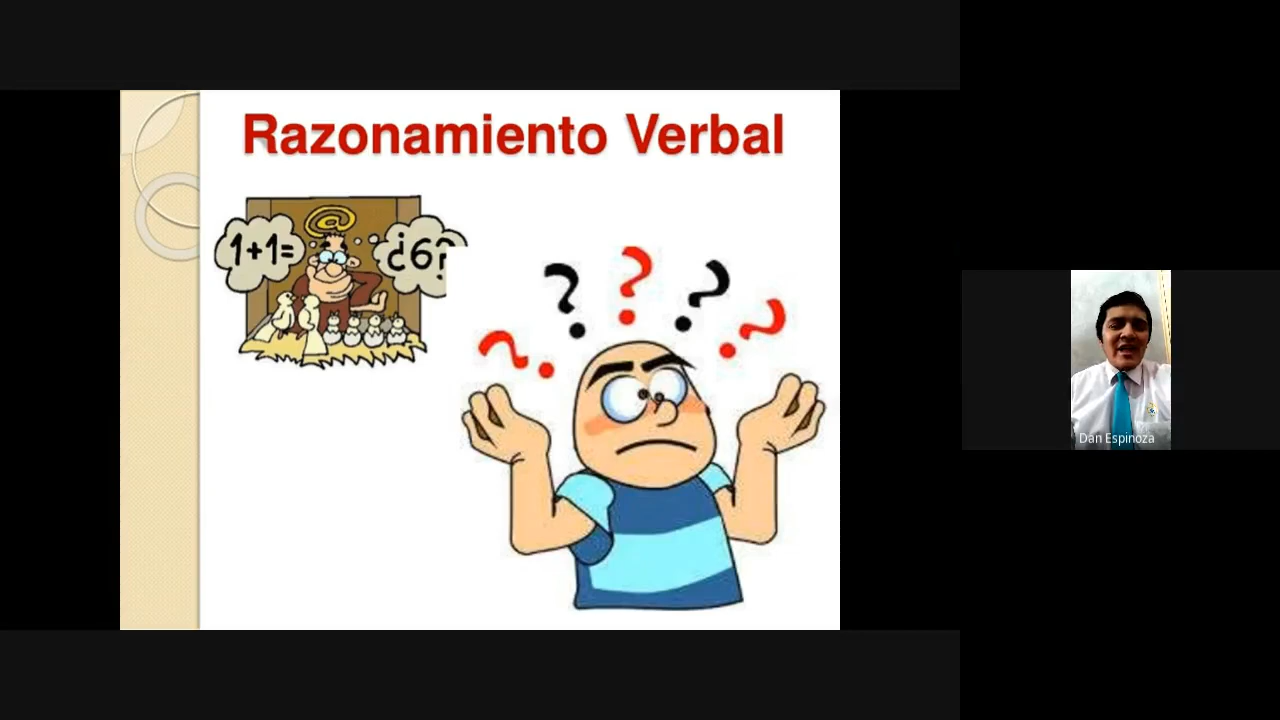 Razonamiento Verbal
@
1+1=
¿6?
? ? ? ? ?
Dan Espinoza